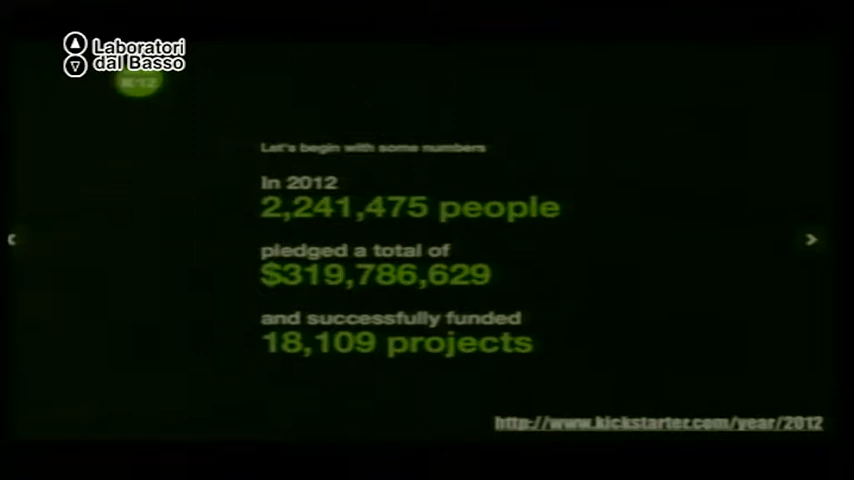 Laboratori
dal Basso
Let's begin with some numbers
In 2012
2,241,475 people
pledged a total of
$319,786,629
and successfully funded
18,109 projects
http://www.kickstarter.com/year/2012